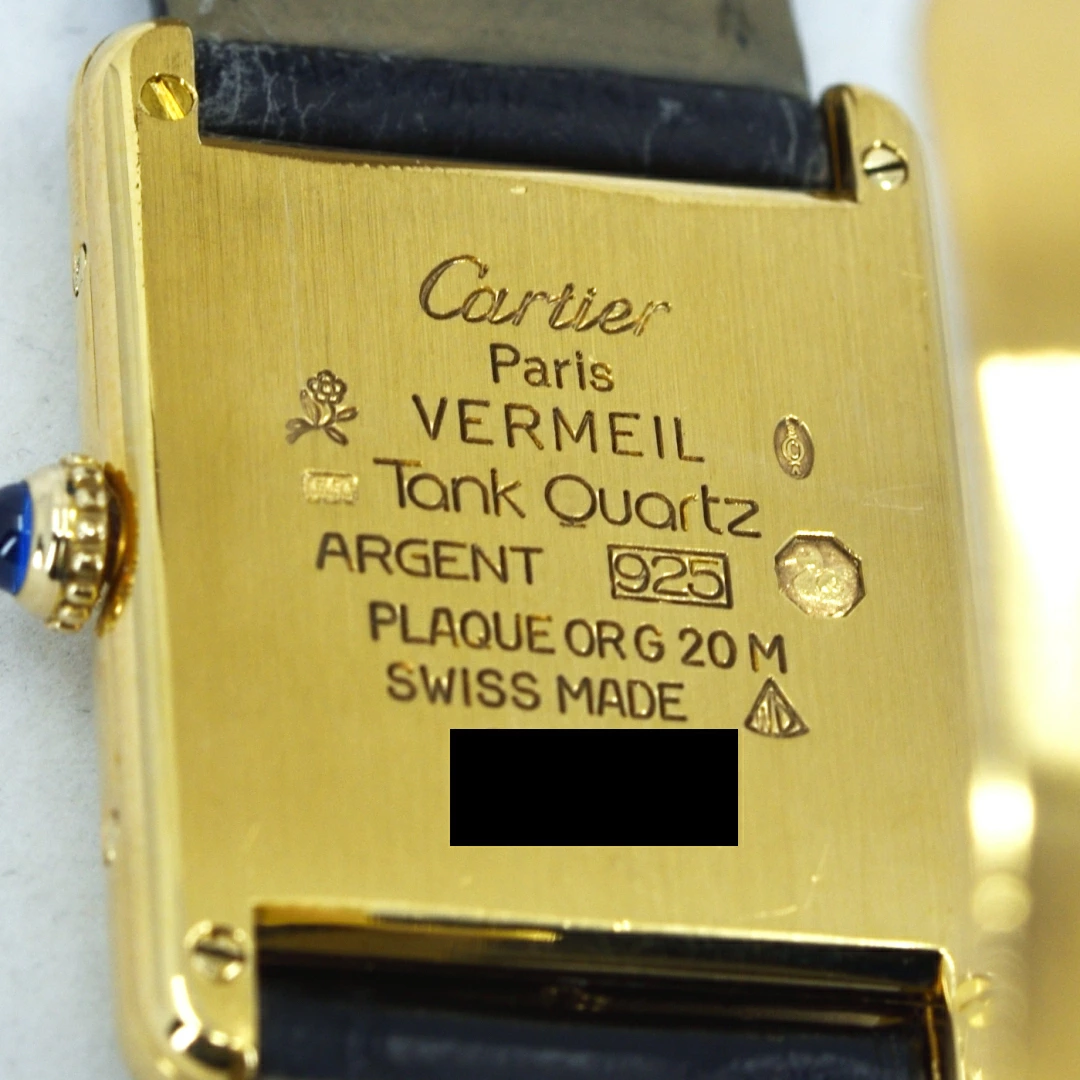 Cartier
Paris
VERMEIL
Tank Quartz
ARGENT 925
PLAQUE OR G 20 M
SWISS MADE